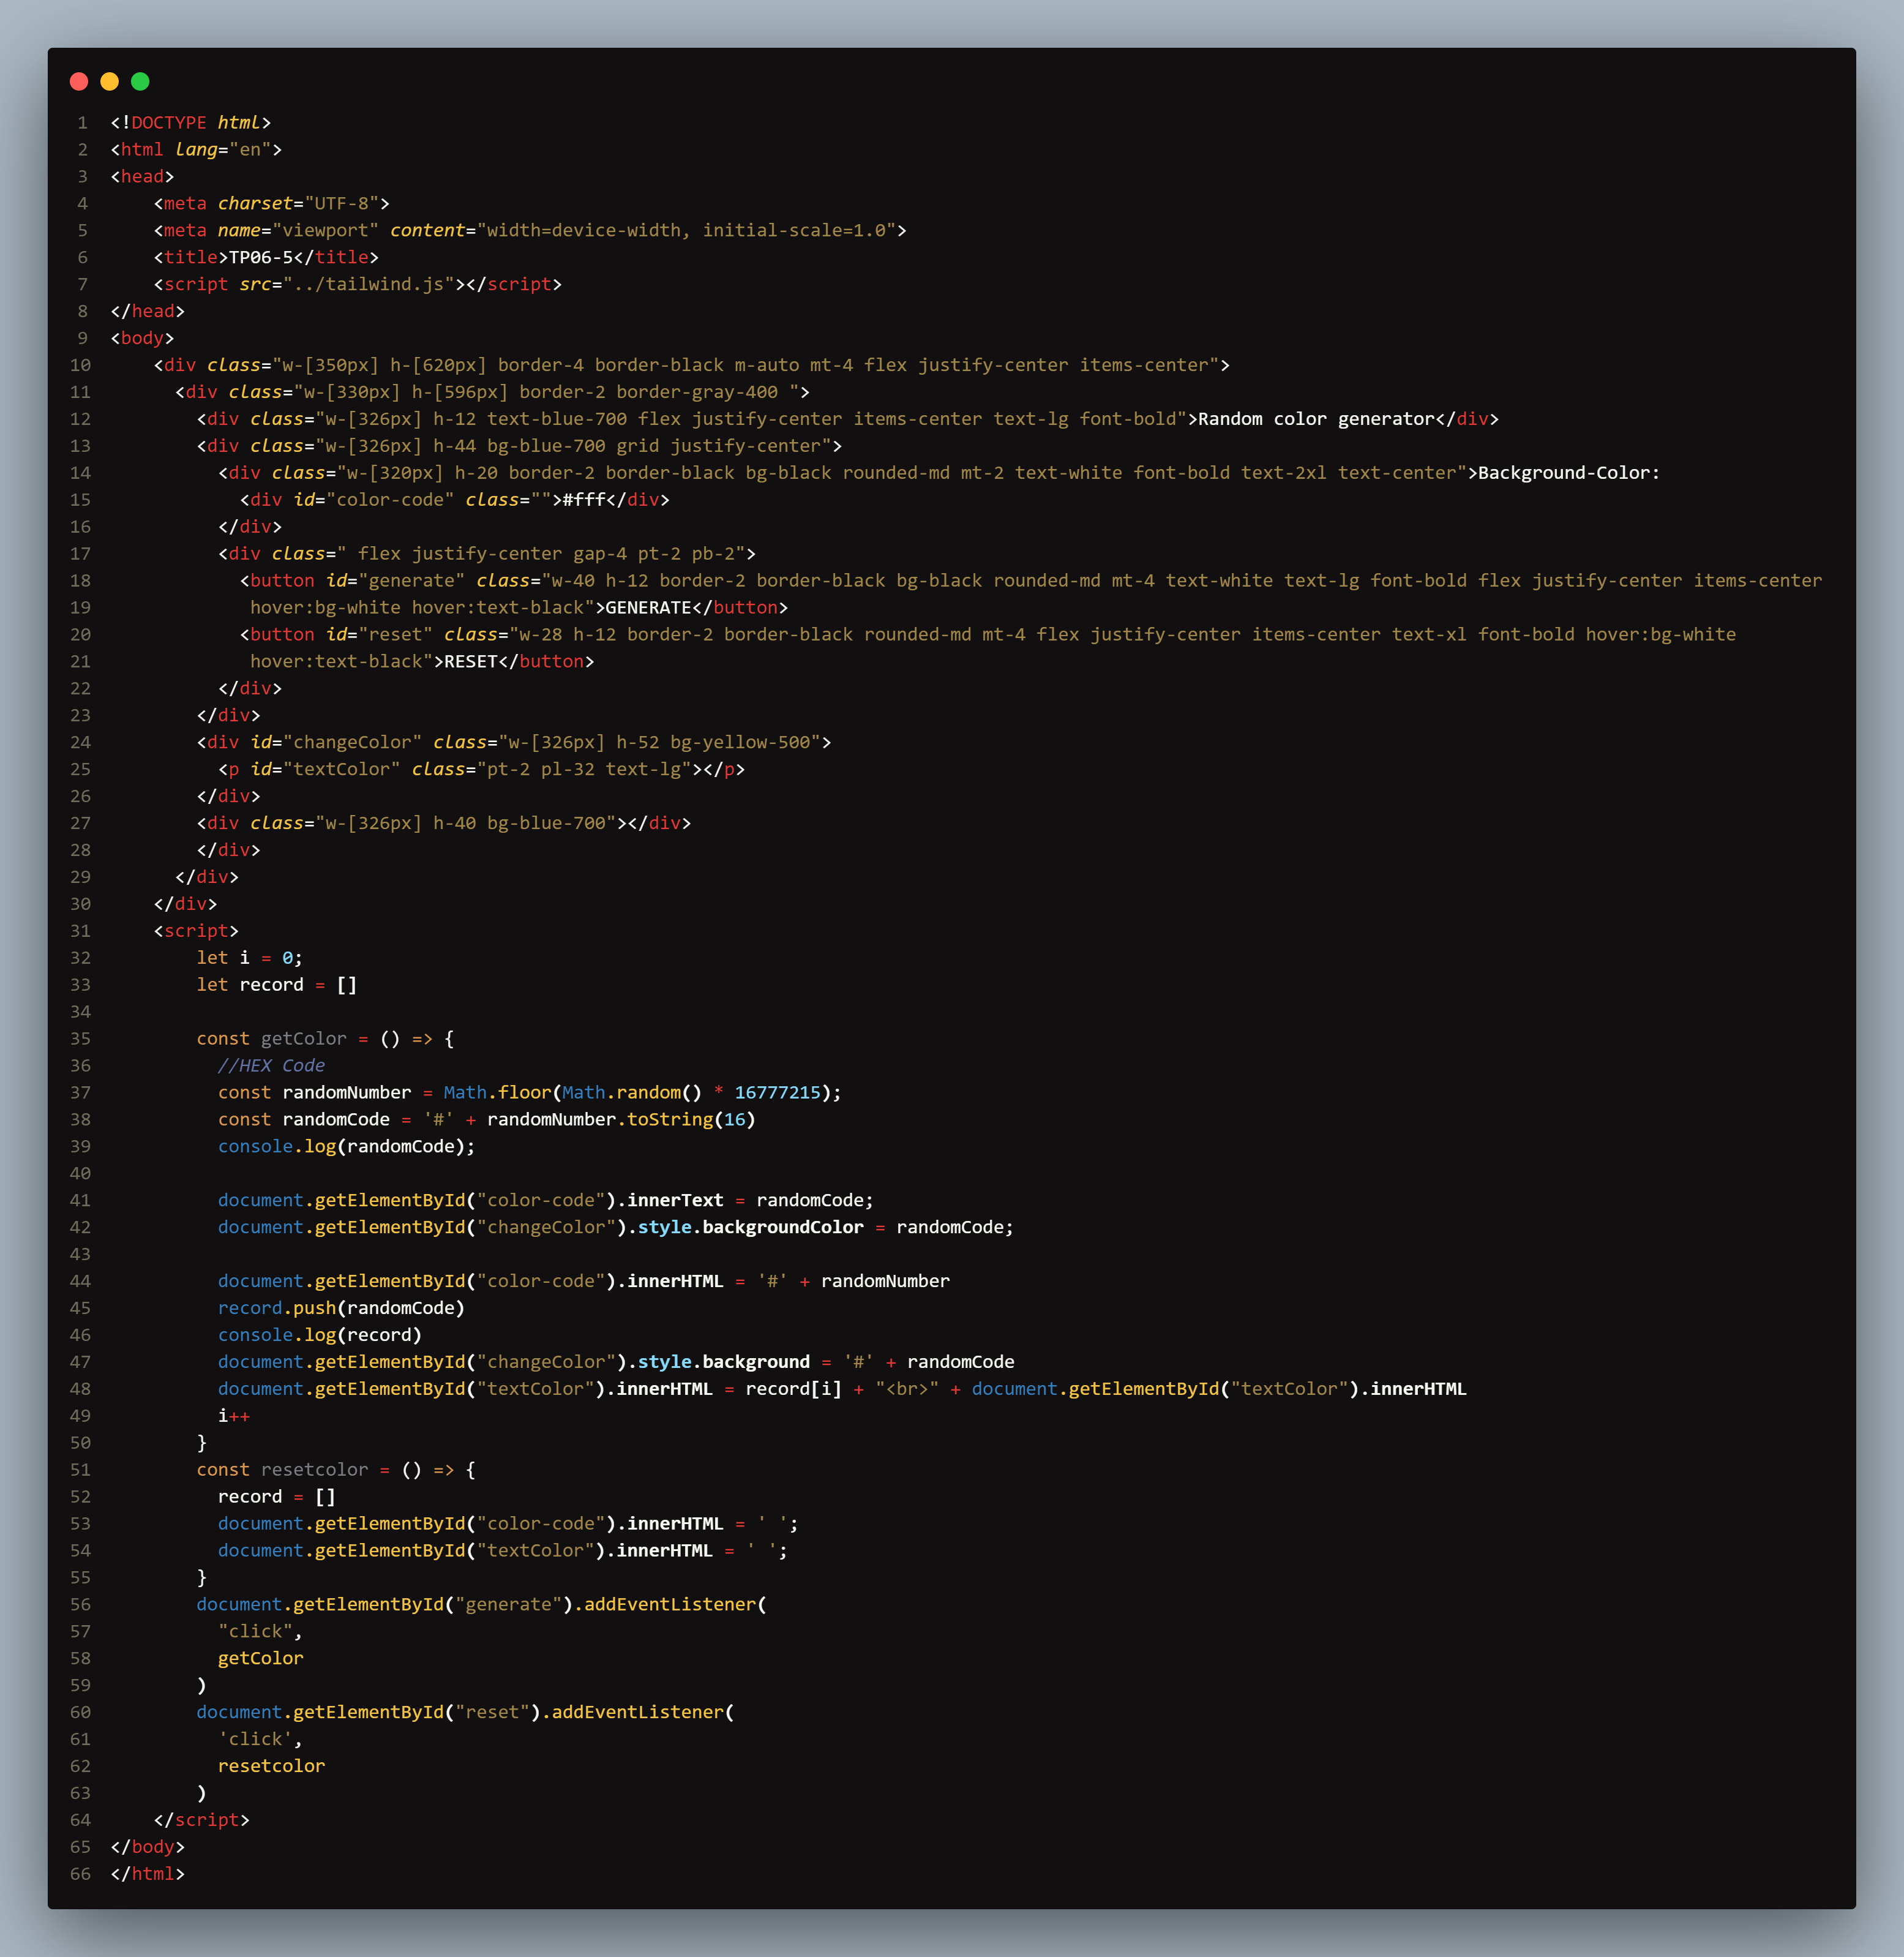 1 <!DOCTYPE html>
2 <html lang="en">
3 <head>
4     <meta charset="UTF-8">
5     <meta name="viewport" content="width=device-width, initial-scale=1.0">
6     <title>TP06-5</title>
7     <script src="../tailwind.js"></script>
8 </head>
9 <body>
10     <div class="w-[350px] h-[620px] border-4 border-black m-auto mt-4 flex justify-center items-center">
11       <div class="w-[330px] h-[596px] border-2 border-gray-400 ">
12         <div class="w-[326px] h-12 text-blue-700 flex justify-center items-center text-lg font-bold">Random color generator</div>
13         <div class="w-[326px] h-44 bg-blue-700 grid justify-center">
14           <div class="w-[320px] h-20 border-2 border-black bg-black rounded-md mt-2 text-white font-bold text-2xl text-center">Background-Color:
15             <div id="color-code" class="">#fff</div>
16           </div>
17           <div class=" flex justify-center gap-4 pt-2 pb-2">
18             <button id="generate" class="w-40 h-12 border-2 border-black bg-black rounded-md mt-4 text-white text-lg font-bold flex justify-center items-center
19              hover:bg-white hover:text-black">GENERATE</button>
20             <button id="reset" class="w-28 h-12 border-2 border-black rounded-md mt-4 flex justify-center items-center text-xl font-bold hover:bg-white
21              hover:text-black">RESET</button>
22           </div>
23         </div>
24         <div id="changeColor" class="w-[326px] h-52 bg-yellow-500">
25           <p id="textColor" class="pt-2 pl-32 text-lg"></p>
26         </div>
27         <div class="w-[326px] h-40 bg-blue-700"></div>
28         </div>
29       </div>
30     </div>
31     <script>
32         let i = 0;
33         let record = []
34
35         const getColor = () => {
36           //HEX Code
37           const randomNumber = Math.floor(Math.random() * 16777215);
38           const randomCode = '#' + randomNumber.toString(16)
39           console.log(randomCode);
40
41           document.getElementById("color-code").innerText = randomCode;
42           document.getElementById("changeColor").style.backgroundColor = randomCode;
43
44           document.getElementById("color-code").innerHTML = '#' + randomNumber
45           record.push(randomCode)
46           console.log(record)
47           document.getElementById("changeColor").style.background = '#' + randomCode
48           document.getElementById("textColor").innerHTML = record[i] + "<br>" + document.getElementById("textColor").innerHTML
49           i++
50         }
51         const resetcolor = () => {
52           record = []
53           document.getElementById("color-code").innerHTML = ' ';
54           document.getElementById("textColor").innerHTML = ' ';
55         }
56         document.getElementById("generate").addEventListener(
57           "click",
58           getColor
59         )
60         document.getElementById("reset").addEventListener(
61           'click',
62           resetcolor
63         )
64     </script>
65 </body>
66 </html>